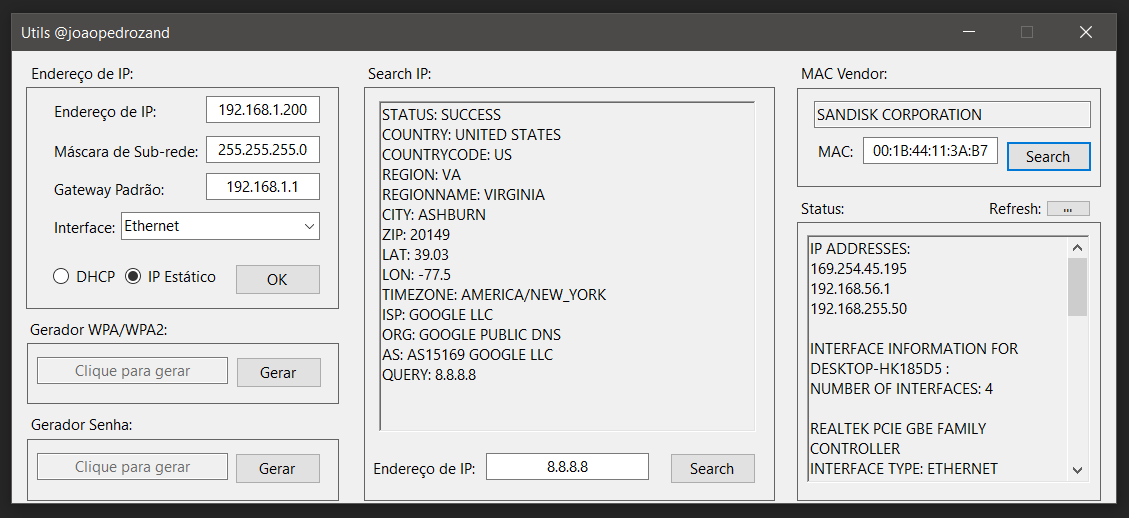 Utils @joaopedrozand
Endereço de IP:
Endereço de IP: 192.168.1.200
Máscara de Sub-rede: 255.255.255.0
Gateway Padrão: 192.168.1.1
Interface: Ethernet
DHCP IP Estático OK
Gerador WPA/WPA2:
Clique para gerar Gerar
Gerador Senha:
Clique para gerar Gerar
Search IP:
STATUS: SUCCESS
COUNTRY: UNITED STATES
COUNTRYCODE: US
REGION: VA
REGIONNAME: VIRGINIA
CITY: ASHBURN
ZIP: 20149
LAT: 39.03
LON: -77.5
TIMEZONE: AMERICA/NEW_YORK
ISP: GOOGLE LLC
ORG: GOOGLE PUBLIC DNS
AS: AS15169 GOOGLE LLC
QUERY: 8.8.8.8
Endereço de IP: 8.8.8.8 Search
MAC Vendor:
SANDISK CORPORATION
MAC: 00:1B:44:11:3A:B7 Search
Status: Refresh: ...
IP ADDRESSES:
169.254.45.195
192.168.56.1
192.168.255.50
INTERFACE INFORMATION FOR
DESKTOP-HK185D5 :
NUMBER OF INTERFACES: 4
REALTEK PCIE GBE FAMILY
CONTROLLER
INTERFACE TYPE: ETHERNET